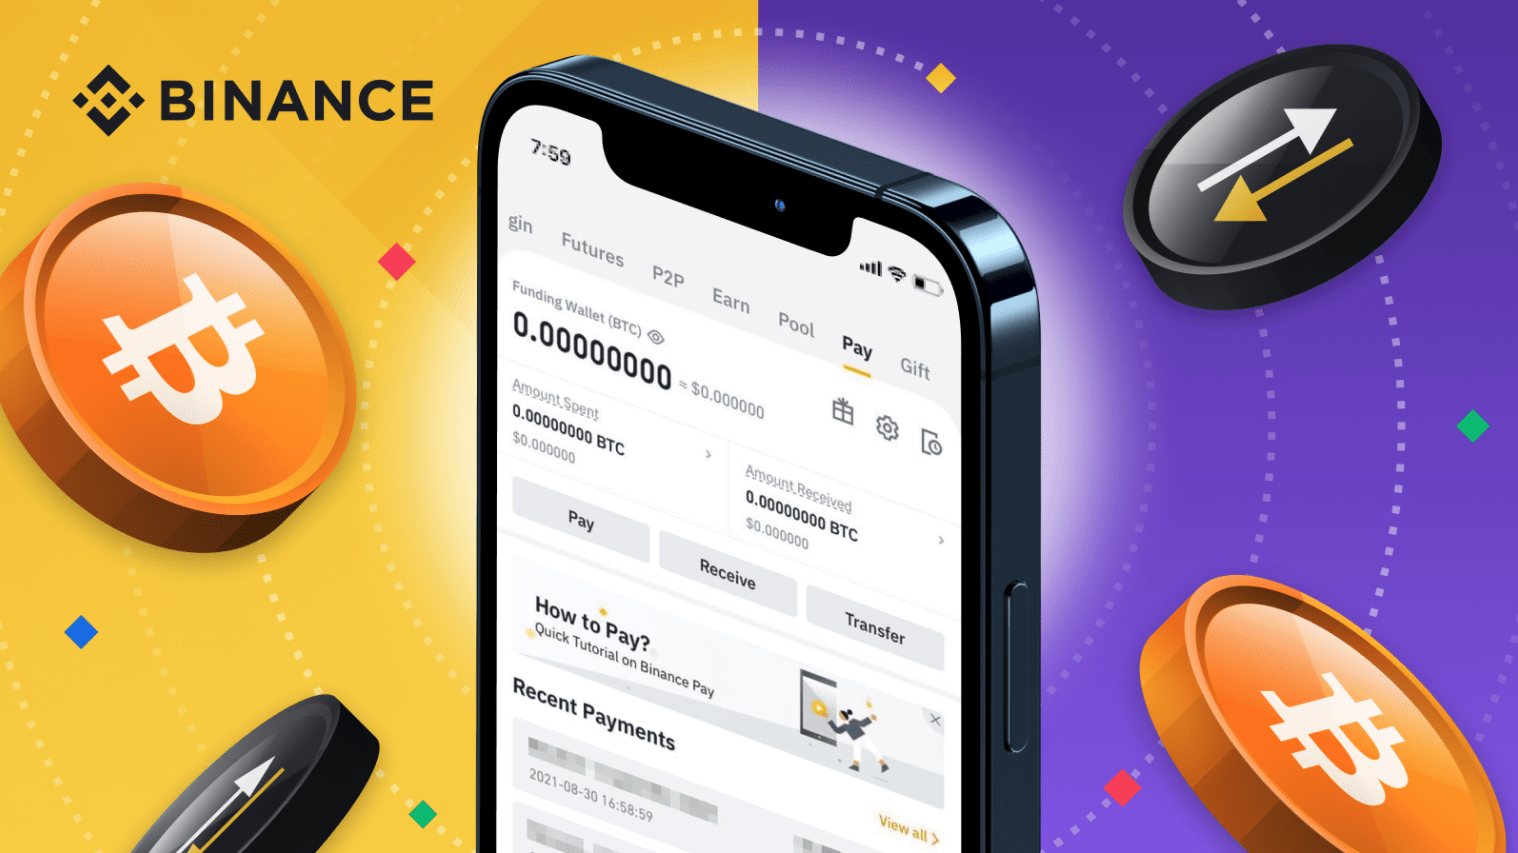 BINANCE
7:59
gin Futures P2P Earn Pool Pay Gift
Funding Wallet (BTC)
0.00000000 ≈ $0.000000
Amount Spent
0.00000000 BTC
$0.000000
Amount Received
0.00000000 BTC
$0.000000
Pay
Receive
Transfer
How to Pay?
Quick Tutorial on Binance Pay
Recent Payments
2021-08-30 16:58:59
View all